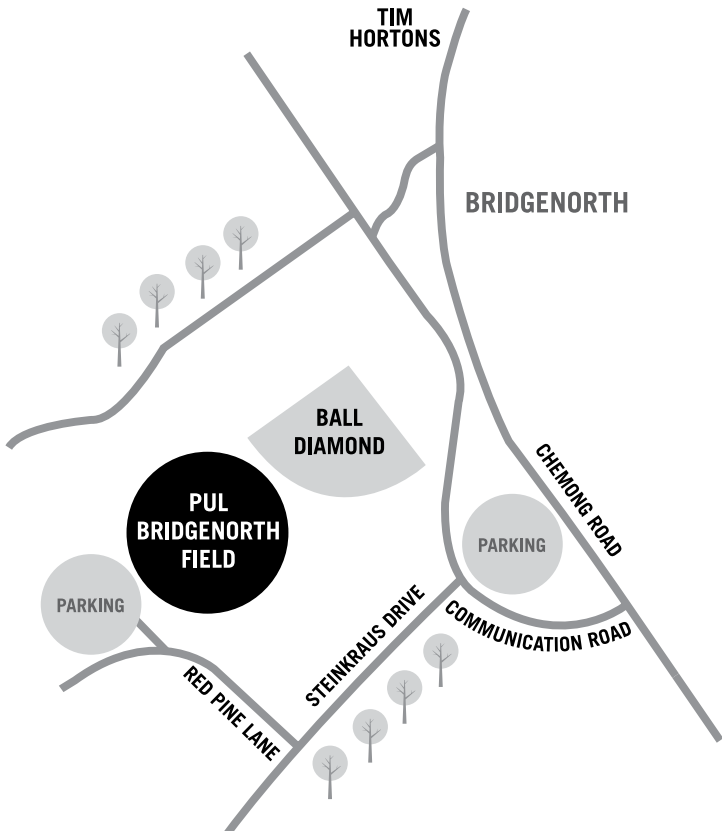 TIM
HORTONS
BRIDGENORTH
BALL
DIAMOND
CHEMONG ROAD
PUL
BRIDGENORTH
FIELD
PARKING
PARKING
STEINKRAUS DRIVE
COMMUNICATION ROAD
RED PINE LANE